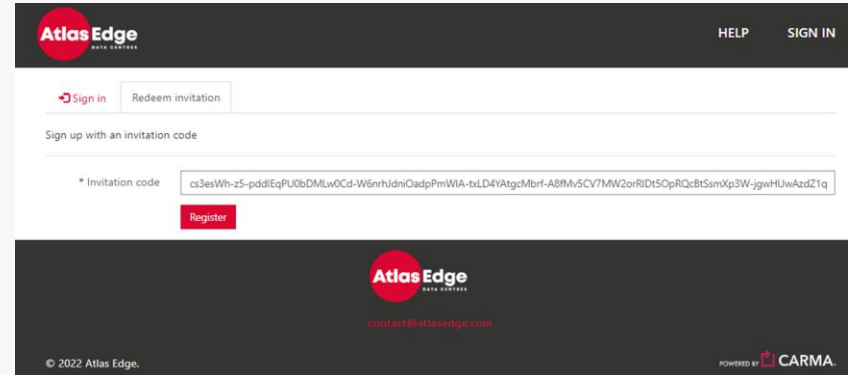 Atlas Edge
DATA CENTRES
HELP SIGN IN
Sign in Redeem invitation
Sign up with an invitation code
* Invitation code cs3esWh-z5-pddIEqPU0bDMLw0Cd-W6nrhJdniOadpPmWIA-txLD4YAtgcMbrf-A8fMv5CV7MW2orRIDt5OpRQcBtSsmXp3W-jgwHUwAzdZ1q
Register
Atlas Edge
DATA CENTRES
contact@atlasedge.com
© 2022 Atlas Edge.
POWERED BY CARMA.